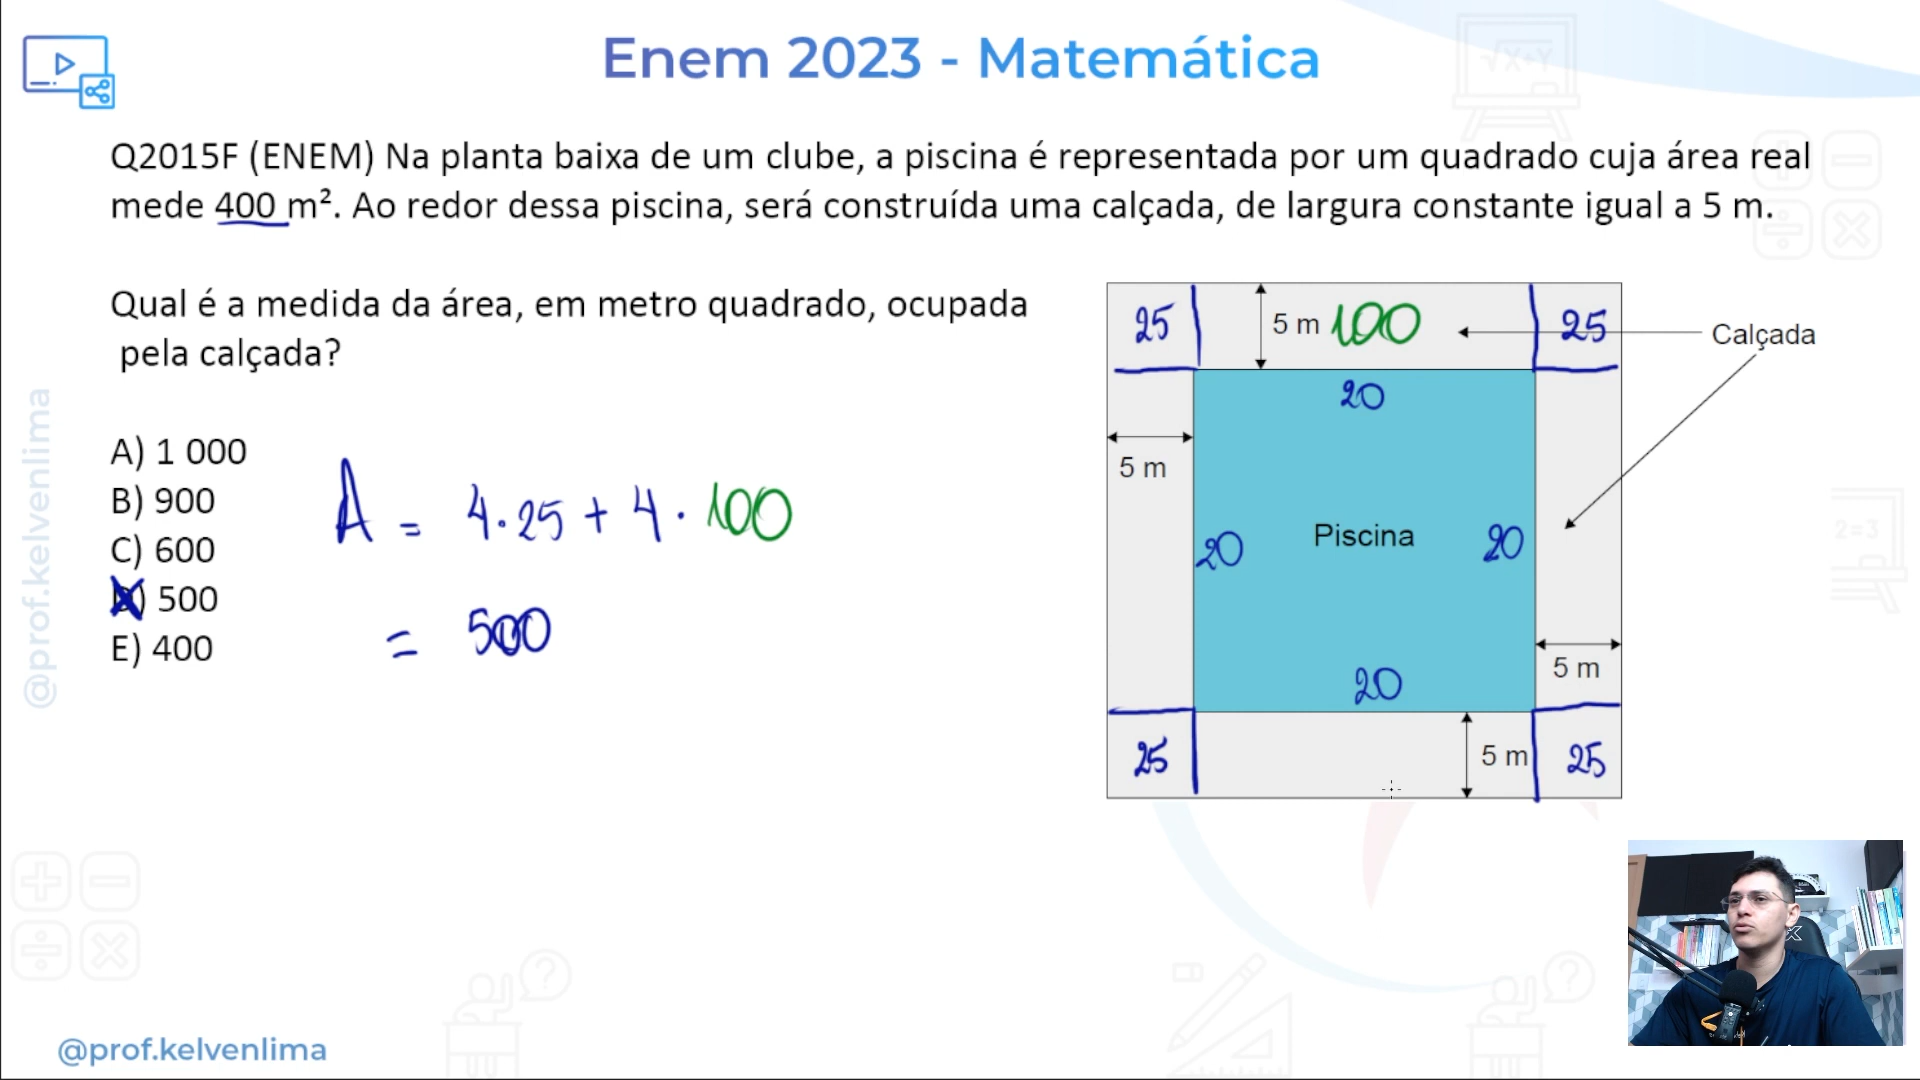 Enem 2023 - Matemática
Q2015F (ENEM) Na planta baixa de um clube, a piscina é representada por um quadrado cuja área real
mede 400 m². Ao redor dessa piscina, será construída uma calçada, de largura constante igual a 5 m.
Qual é a medida da área, em metro quadrado, ocupada
pela calçada?
A) 1 000
B) 900
C) 600
D) 500
E) 400
A = 4.25 + 4.100
= 500
25
5 m
100
25
Calçada
20
5 m
20
Piscina
20
5 m
20
25
5 m
25
@prof.kelvenlima
@prof.kelvenlima
√X+Y
2=3